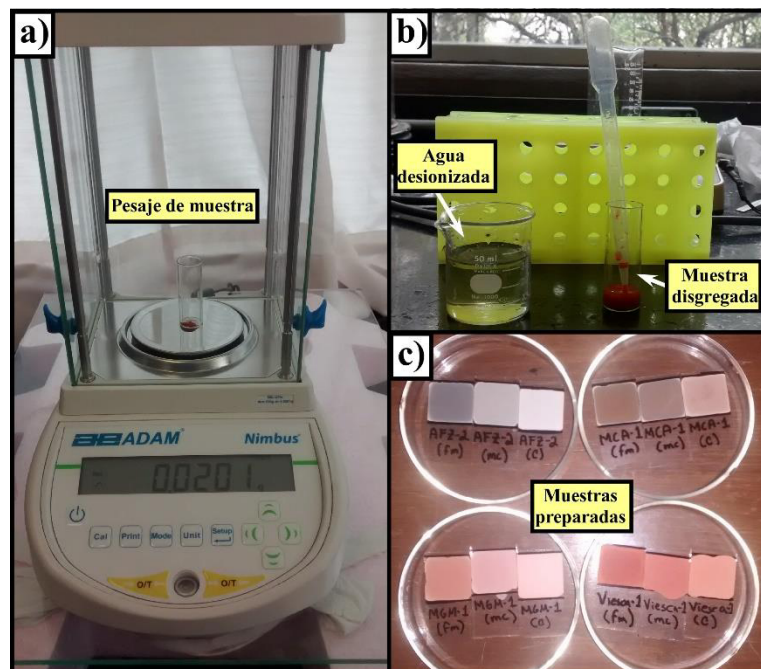 a)
Pesaje de muestra
ADAM
Nimbus
0.0201
Cal
Print
Mode
Unit
Setup
O/T
O/T
b)
Agua
desionizada
50 ml
Muestra
disgregada
c)
AFZ-2 AFZ-2 AFZ-2
(fm) (mc) (c)
MCA-1 MCA-1 MCA-1
(fm) (mc) (c)
Muestras
preparadas
MGM-1 MGM-1 MGM-1
(fm) (mc) (c)
Viesca-1 Viesca-1 Viesca-1
(fm) (mc) (c)